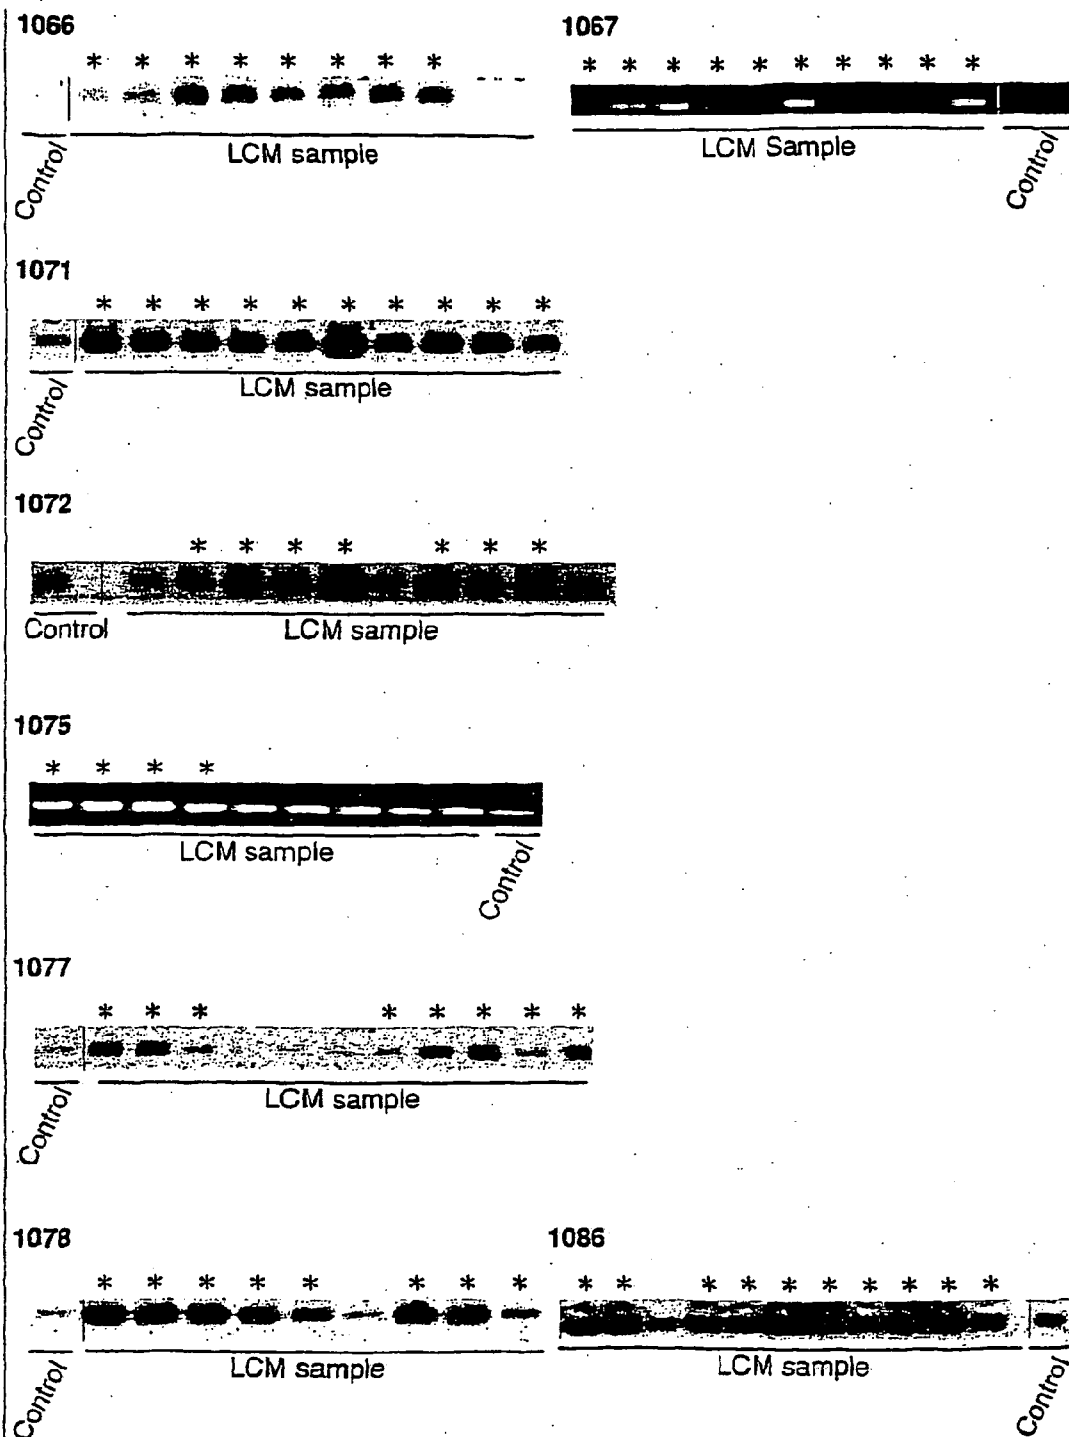 1066
* * * * * * * *
Control
LCM sample
1067
* * * * * * * * * *
LCM Sample
Control
1071
* * * * * * * * * *
Control
LCM sample
1072
* * * * * * *
Control
LCM sample
1075
* * * *
LCM sample
Control
1077
* * * * * * * *
Control
LCM sample
1078
* * * * * * * *
Control
LCM sample
1086
* * * * * * * * * *
LCM sample
Control